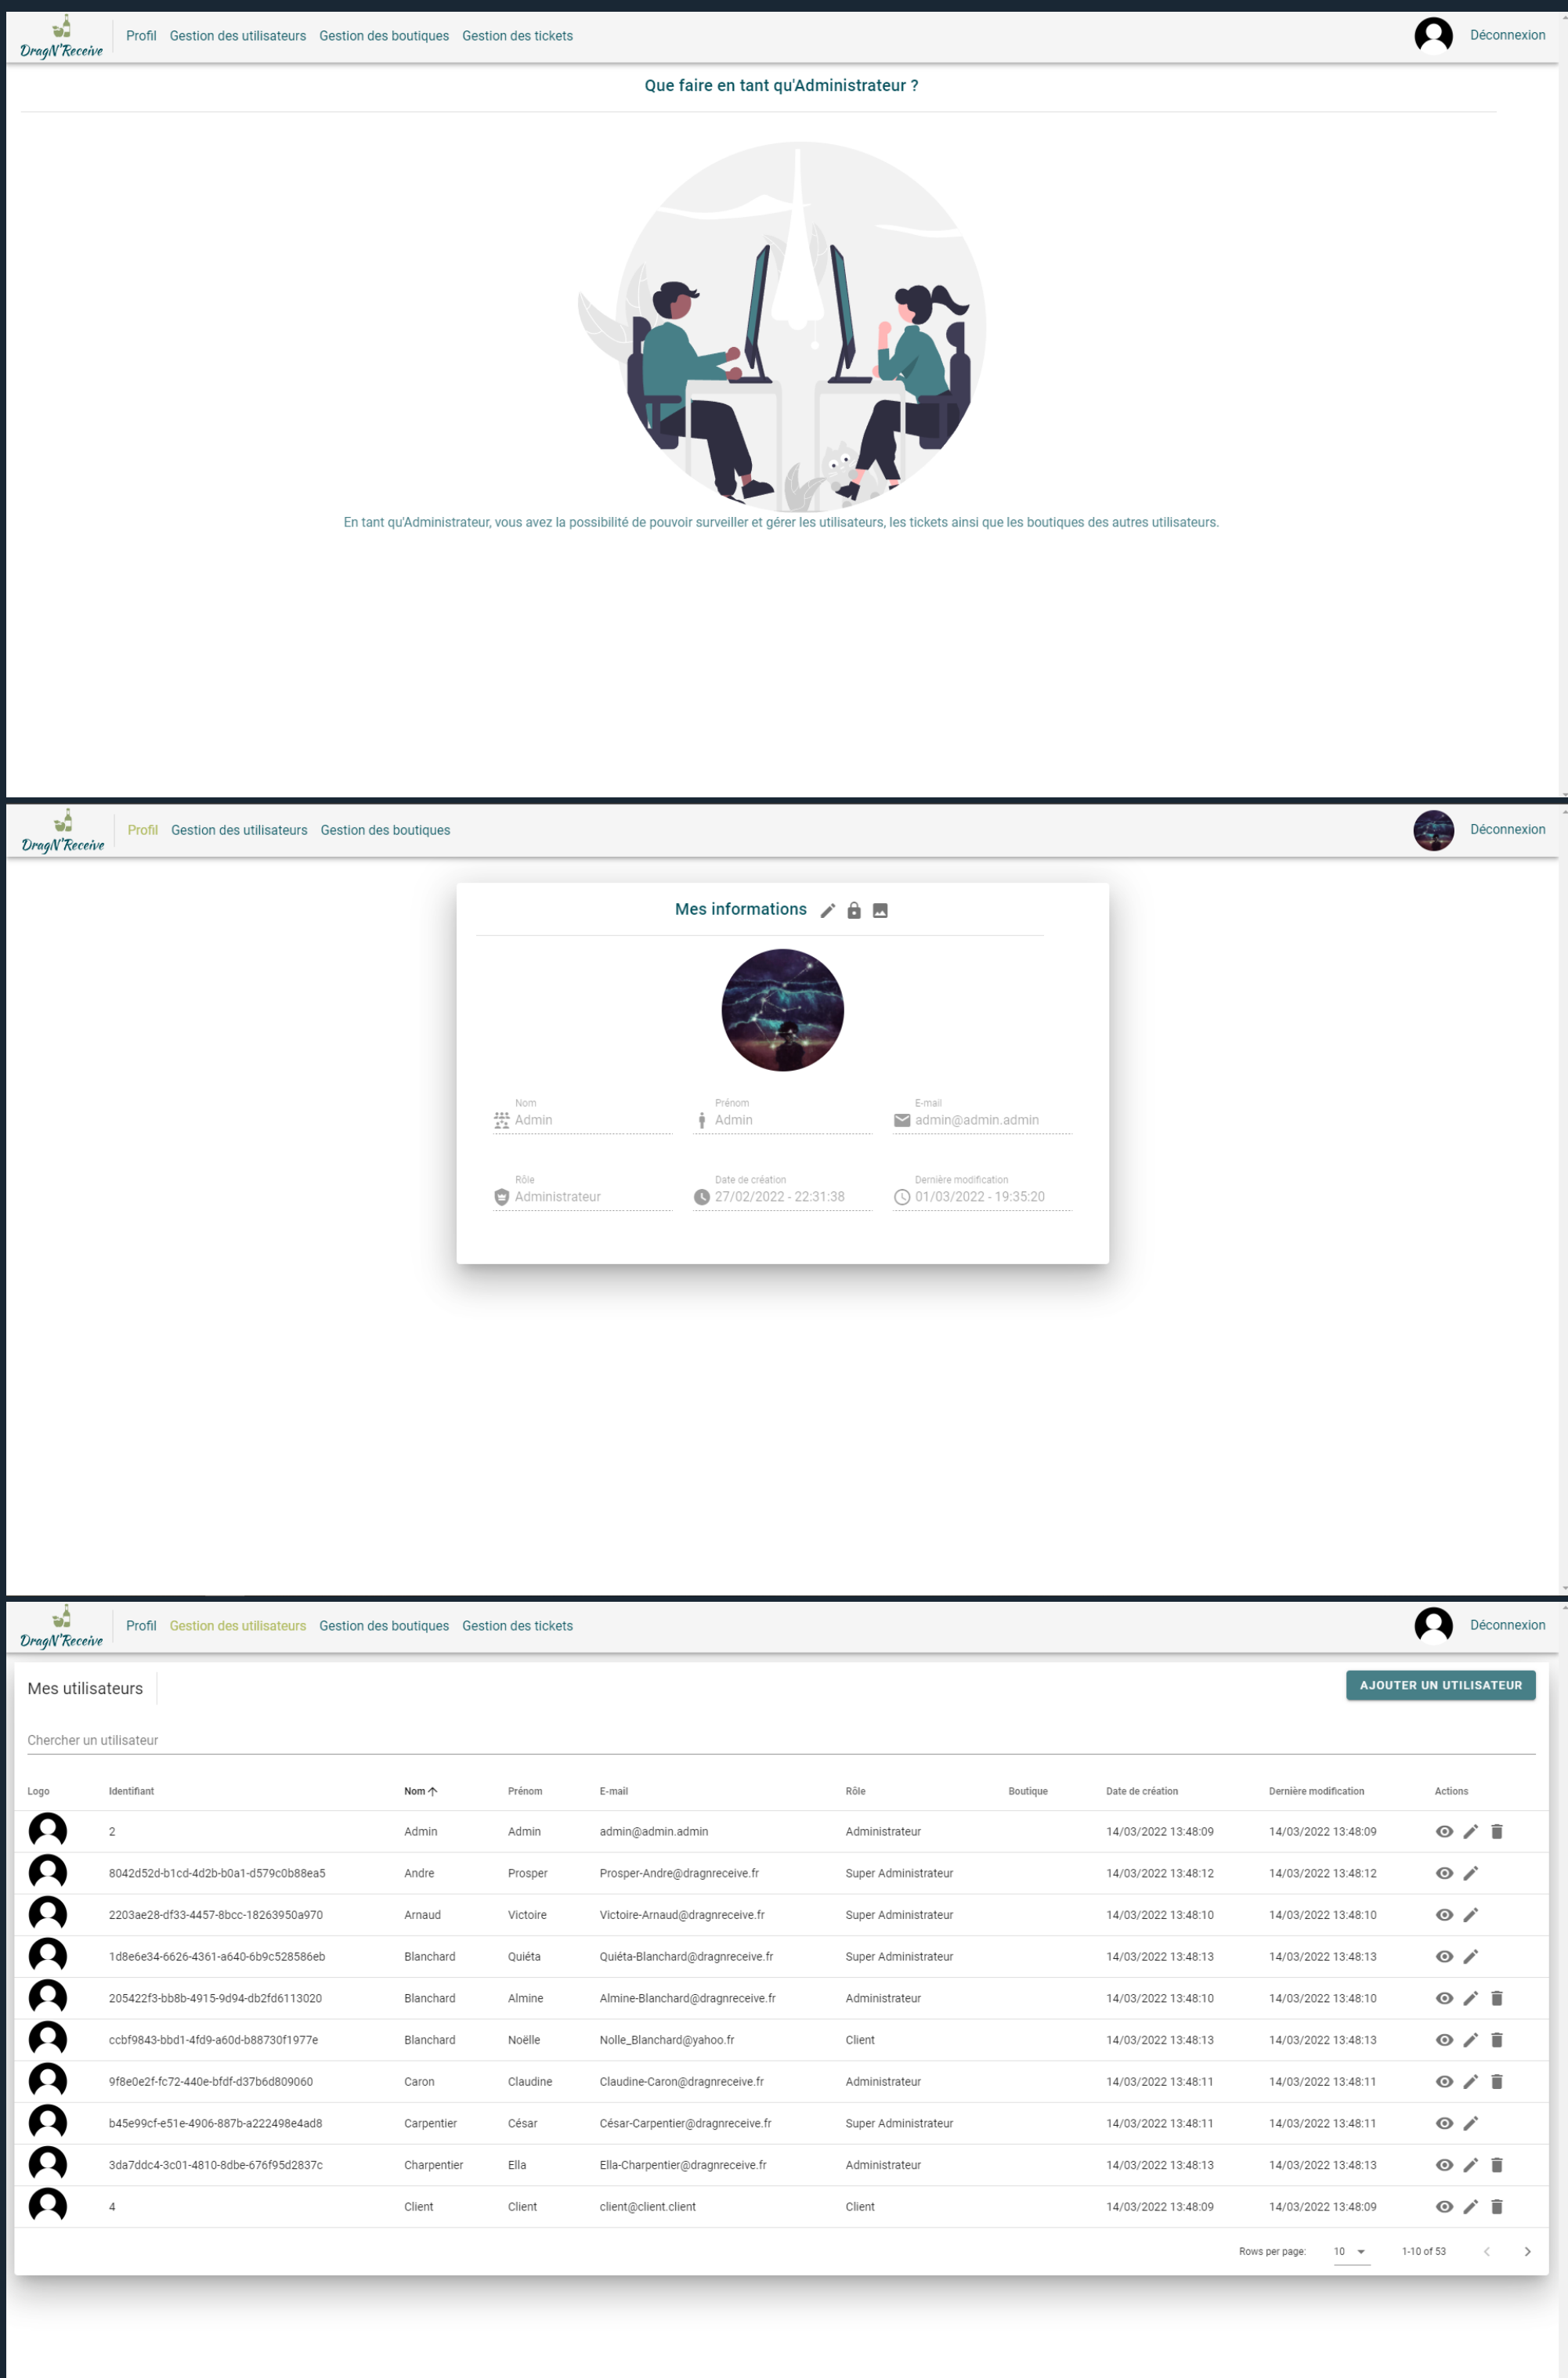 DragN'Receive
Profil Gestion des utilisateurs Gestion des boutiques Gestion des tickets Déconnexion
Que faire en tant qu'Administrateur ?
En tant qu'Administrateur, vous avez la possibilité de pouvoir surveiller et gérer les utilisateurs, les tickets ainsi que les boutiques des autres utilisateurs.
DragN'Receive
Profil Gestion des utilisateurs Gestion des boutiques Déconnexion
Mes informations
Nom Prénom E-mail
Admin Admin admin@admin.admin
Rôle Date de création Dernière modification
Administrateur 27/02/2022 - 22:31:38 01/03/2022 - 19:35:20
DragN'Receive
Profil Gestion des utilisateurs Gestion des boutiques Gestion des tickets Déconnexion
Mes utilisateurs AJOUTER UN UTILISATEUR
Chercher un utilisateur
Logo Identifiant Nom Prénom E-mail Rôle Boutique Date de création Dernière modification Actions
2 Admin Admin admin@admin.admin Administrateur 14/03/2022 13:48:09 14/03/2022 13:48:09
8042d52d-b1cd-4d2b-b0a1-d579c0b88ea5 Andre Prosper Prosper-Andre@dragnreceive.fr Super Administrateur 14/03/2022 13:48:12 14/03/2022 13:48:12
2203ae28-df33-4457-8bcc-18263950a970 Arnaud Victoire Victoire-Arnaud@dragnreceive.fr Super Administrateur 14/03/2022 13:48:10 14/03/2022 13:48:10
1d8e6e34-6626-4361-a640-6b9c528586eb Blanchard Quiéta Quiéta-Blanchard@dragnreceive.fr Super Administrateur 14/03/2022 13:48:13 14/03/2022 13:48:13
205422f3-bb8b-4915-9d94-db2fd6113020 Blanchard Almine Almine-Blanchard@dragnreceive.fr Administrateur 14/03/2022 13:48:10 14/03/2022 13:48:10
ccbf9843-bbd1-4fd9-a60d-b88730f1977e Blanchard Noëlle Nolle_Blanchard@yahoo.fr Client 14/03/2022 13:48:13 14/03/2022 13:48:13
9f8e0e2f-fc72-440e-bfdf-d37b6d809060 Caron Claudine Claudine-Caron@dragnreceive.fr Administrateur 14/03/2022 13:48:11 14/03/2022 13:48:11
b45e99cf-e51e-4906-887b-a222498e4ad8 Carpentier César César-Carpentier@dragnreceive.fr Super Administrateur 14/03/2022 13:48:11 14/03/2022 13:48:11
3da7ddc4-3c01-4810-8dbe-676f95d2837c Charpentier Ella Ella-Charpentier@dragnreceive.fr Administrateur 14/03/2022 13:48:13 14/03/2022 13:48:13
4 Client Client client@client.client Client 14/03/2022 13:48:09 14/03/2022 13:48:09
Rows per page: 10 1-10 of 53